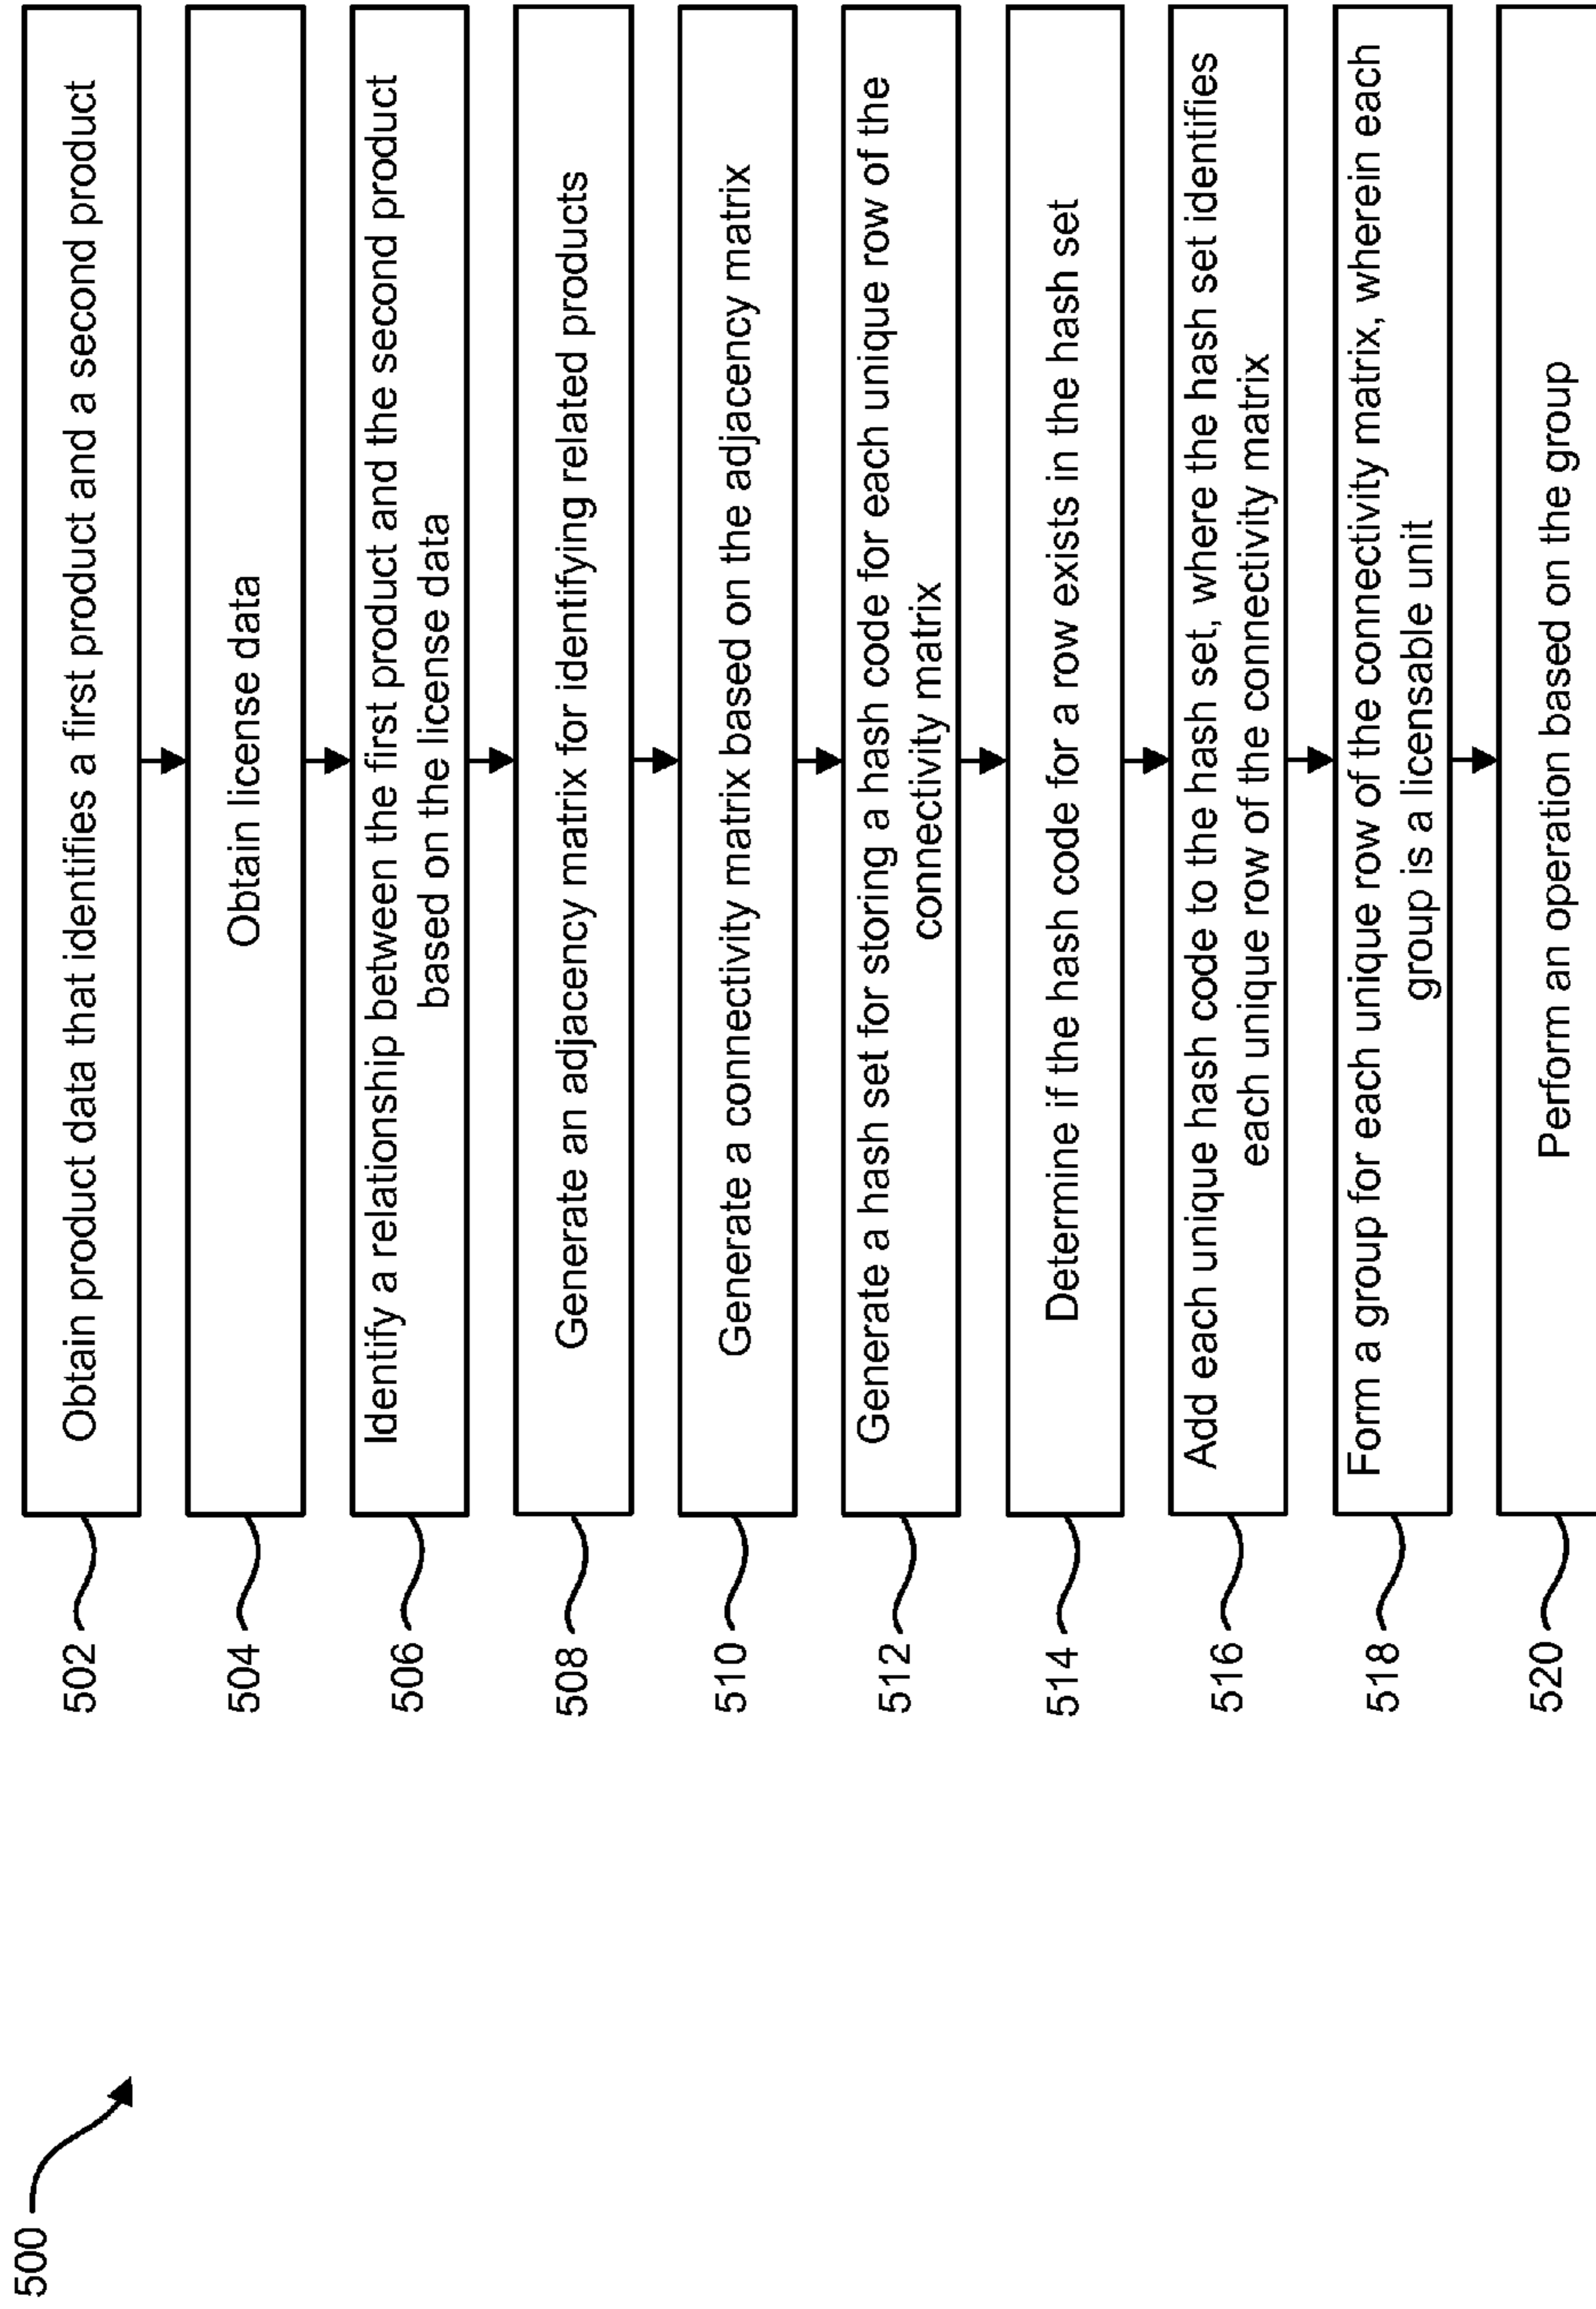 500
502
Obtain product data that identifies a first product and a second product
504
Obtain license data
506
Identify a relationship between the first product and the second product
based on the license data
508
Generate an adjacency matrix for identifying related products
510
Generate a connectivity matrix based on the adjacency matrix
512
Generate a hash set for storing a hash code for each unique row of the
connectivity matrix
514
Determine if the hash code for a row exists in the hash set
516
Add each unique hash code to the hash set, where the hash set identifies
each unique row of the connectivity matrix
518
Form a group for each unique row of the connectivity matrix, wherein each
group is a licensable unit
520
Perform an operation based on the group